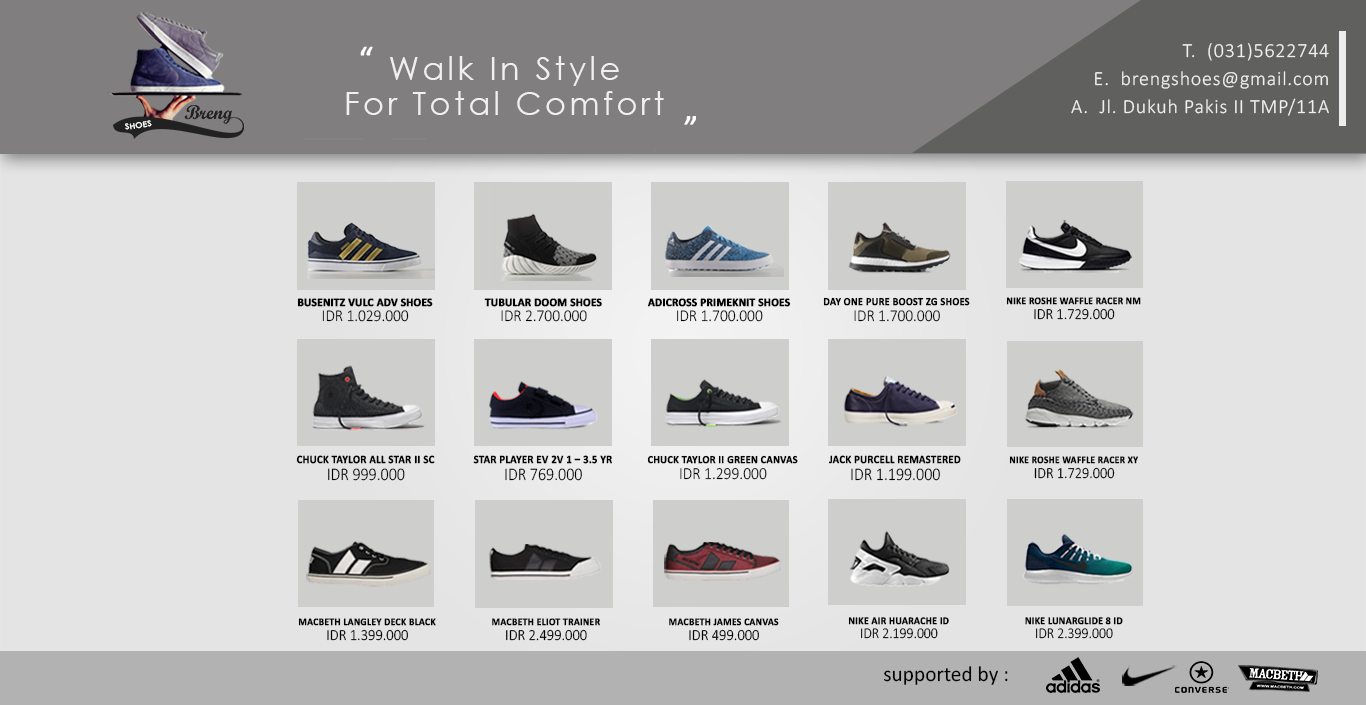 Breng
SHOES
“ Walk In Style
For Total Comfort ”
T. (031)5622744
E. brengshoes@gmail.com
A. Jl. Dukuh Pakis II TMP/11A
BUSENITZ VULC ADV SHOES
IDR 1.029.000
TUBULAR DOOM SHOES
IDR 2.700.000
ADICROSS PRIMEKNIT SHOES
IDR 1.700.000
DAY ONE PURE BOOST ZG SHOES
IDR 1.700.000
NIKE ROSHE WAFFLE RACER NM
IDR 1.729.000
CHUCK TAYLOR ALL STAR II SC
IDR 999.000
STAR PLAYER EV 2V 1 – 3.5 YR
IDR 769.000
CHUCK TAYLOR II GREEN CANVAS
IDR 1.299.000
JACK PURCELL REMASTERED
IDR 1.199.000
NIKE ROSHE WAFFLE RACER XY
IDR 1.729.000
MACBETH LANGLEY DECK BLACK
IDR 1.399.000
MACBETH ELIOT TRAINER
IDR 2.499.000
MACBETH JAMES CANVAS
IDR 499.000
NIKE AIR HUARACHE ID
IDR 2.199.000
NIKE LUNARGLIDE 8 ID
IDR 2.399.000
supported by :
adidas
CONVERSE
MACBETH
WWW.MACBETH.COM